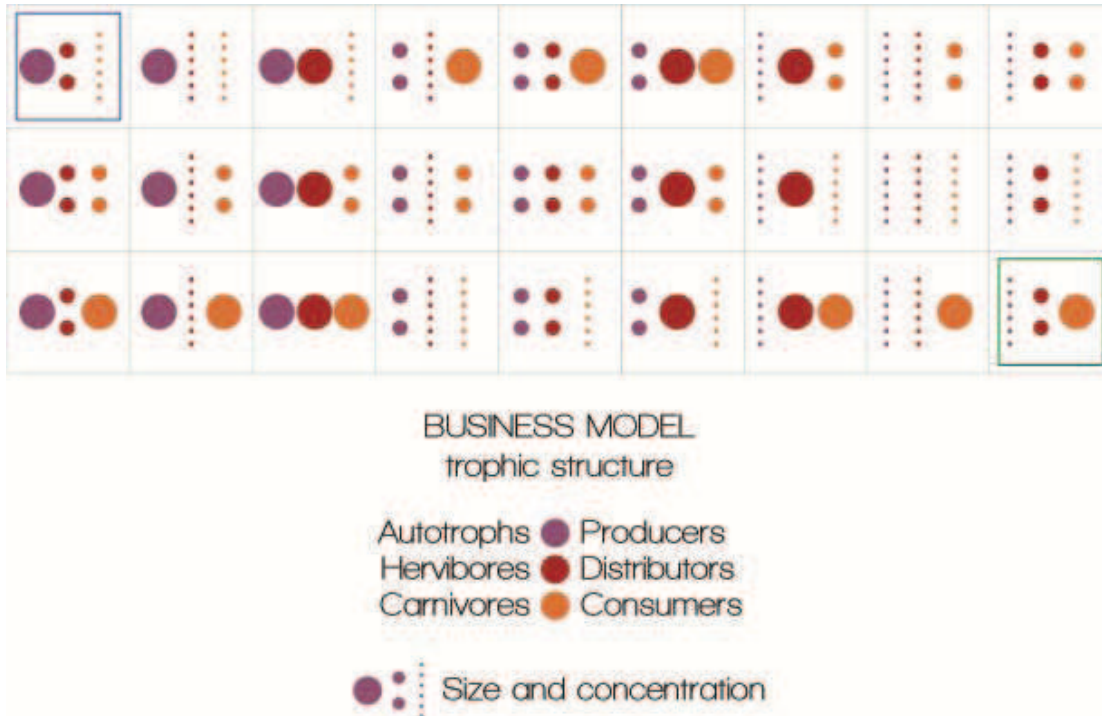 BUSINESS MODEL
trophic structure
Autotrophs Producers
Hervibores Distributors
Carnivores Consumers
Size and concentration